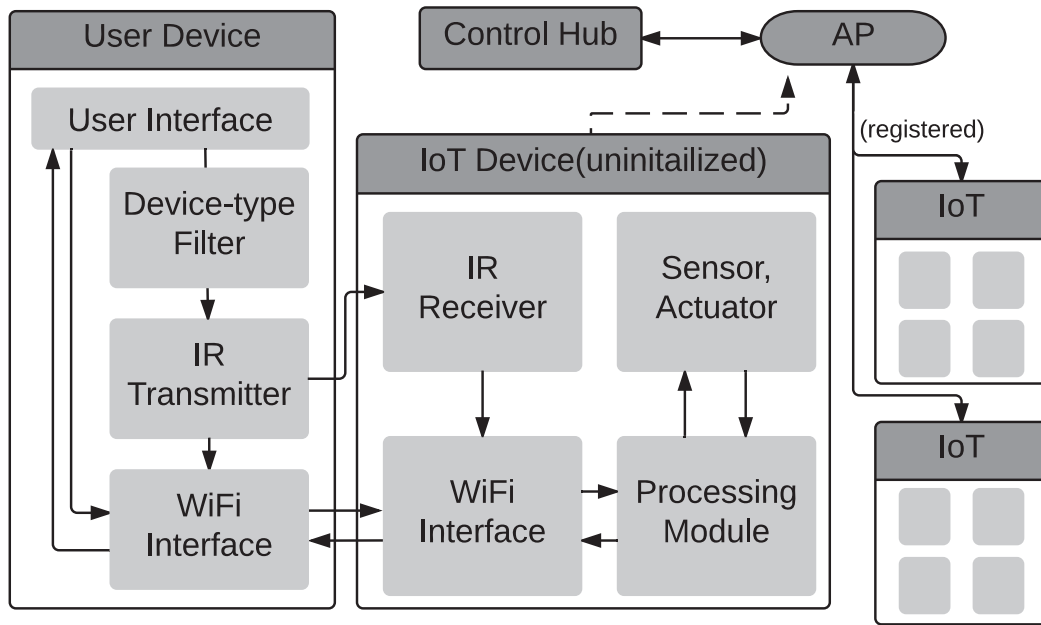 User Device
User Interface
Device-type
Filter
IR
Transmitter
WiFi
Interface
Control Hub
AP
(registered)
IoT Device(uninitailized)
IR
Receiver
Sensor,
Actuator
WiFi
Interface
Processing
Module
IoT
IoT